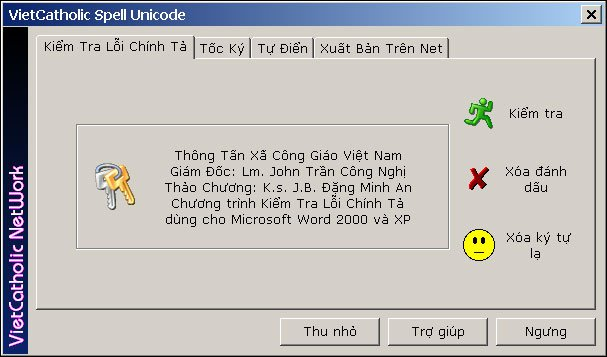 VietCatholic Spell Unicode
Kiểm Tra Lỗi Chính Tả
Tốc Ký
Tự Điển
Xuất Bản Trên Net
VietCatholic NetWork
Thông Tấn Xã Công Giáo Việt Nam
Giám Đốc: Lm. John Trần Công Nghị
Thảo Chương: K.s. J.B. Đặng Minh An
Chương trình Kiểm Tra Lỗi Chính Tả
dùng cho Microsoft Word 2000 và XP
Kiểm tra
Xóa đánh
dấu
Xóa ký tự
lạ
Thu nhỏ
Trợ giúp
Ngưng